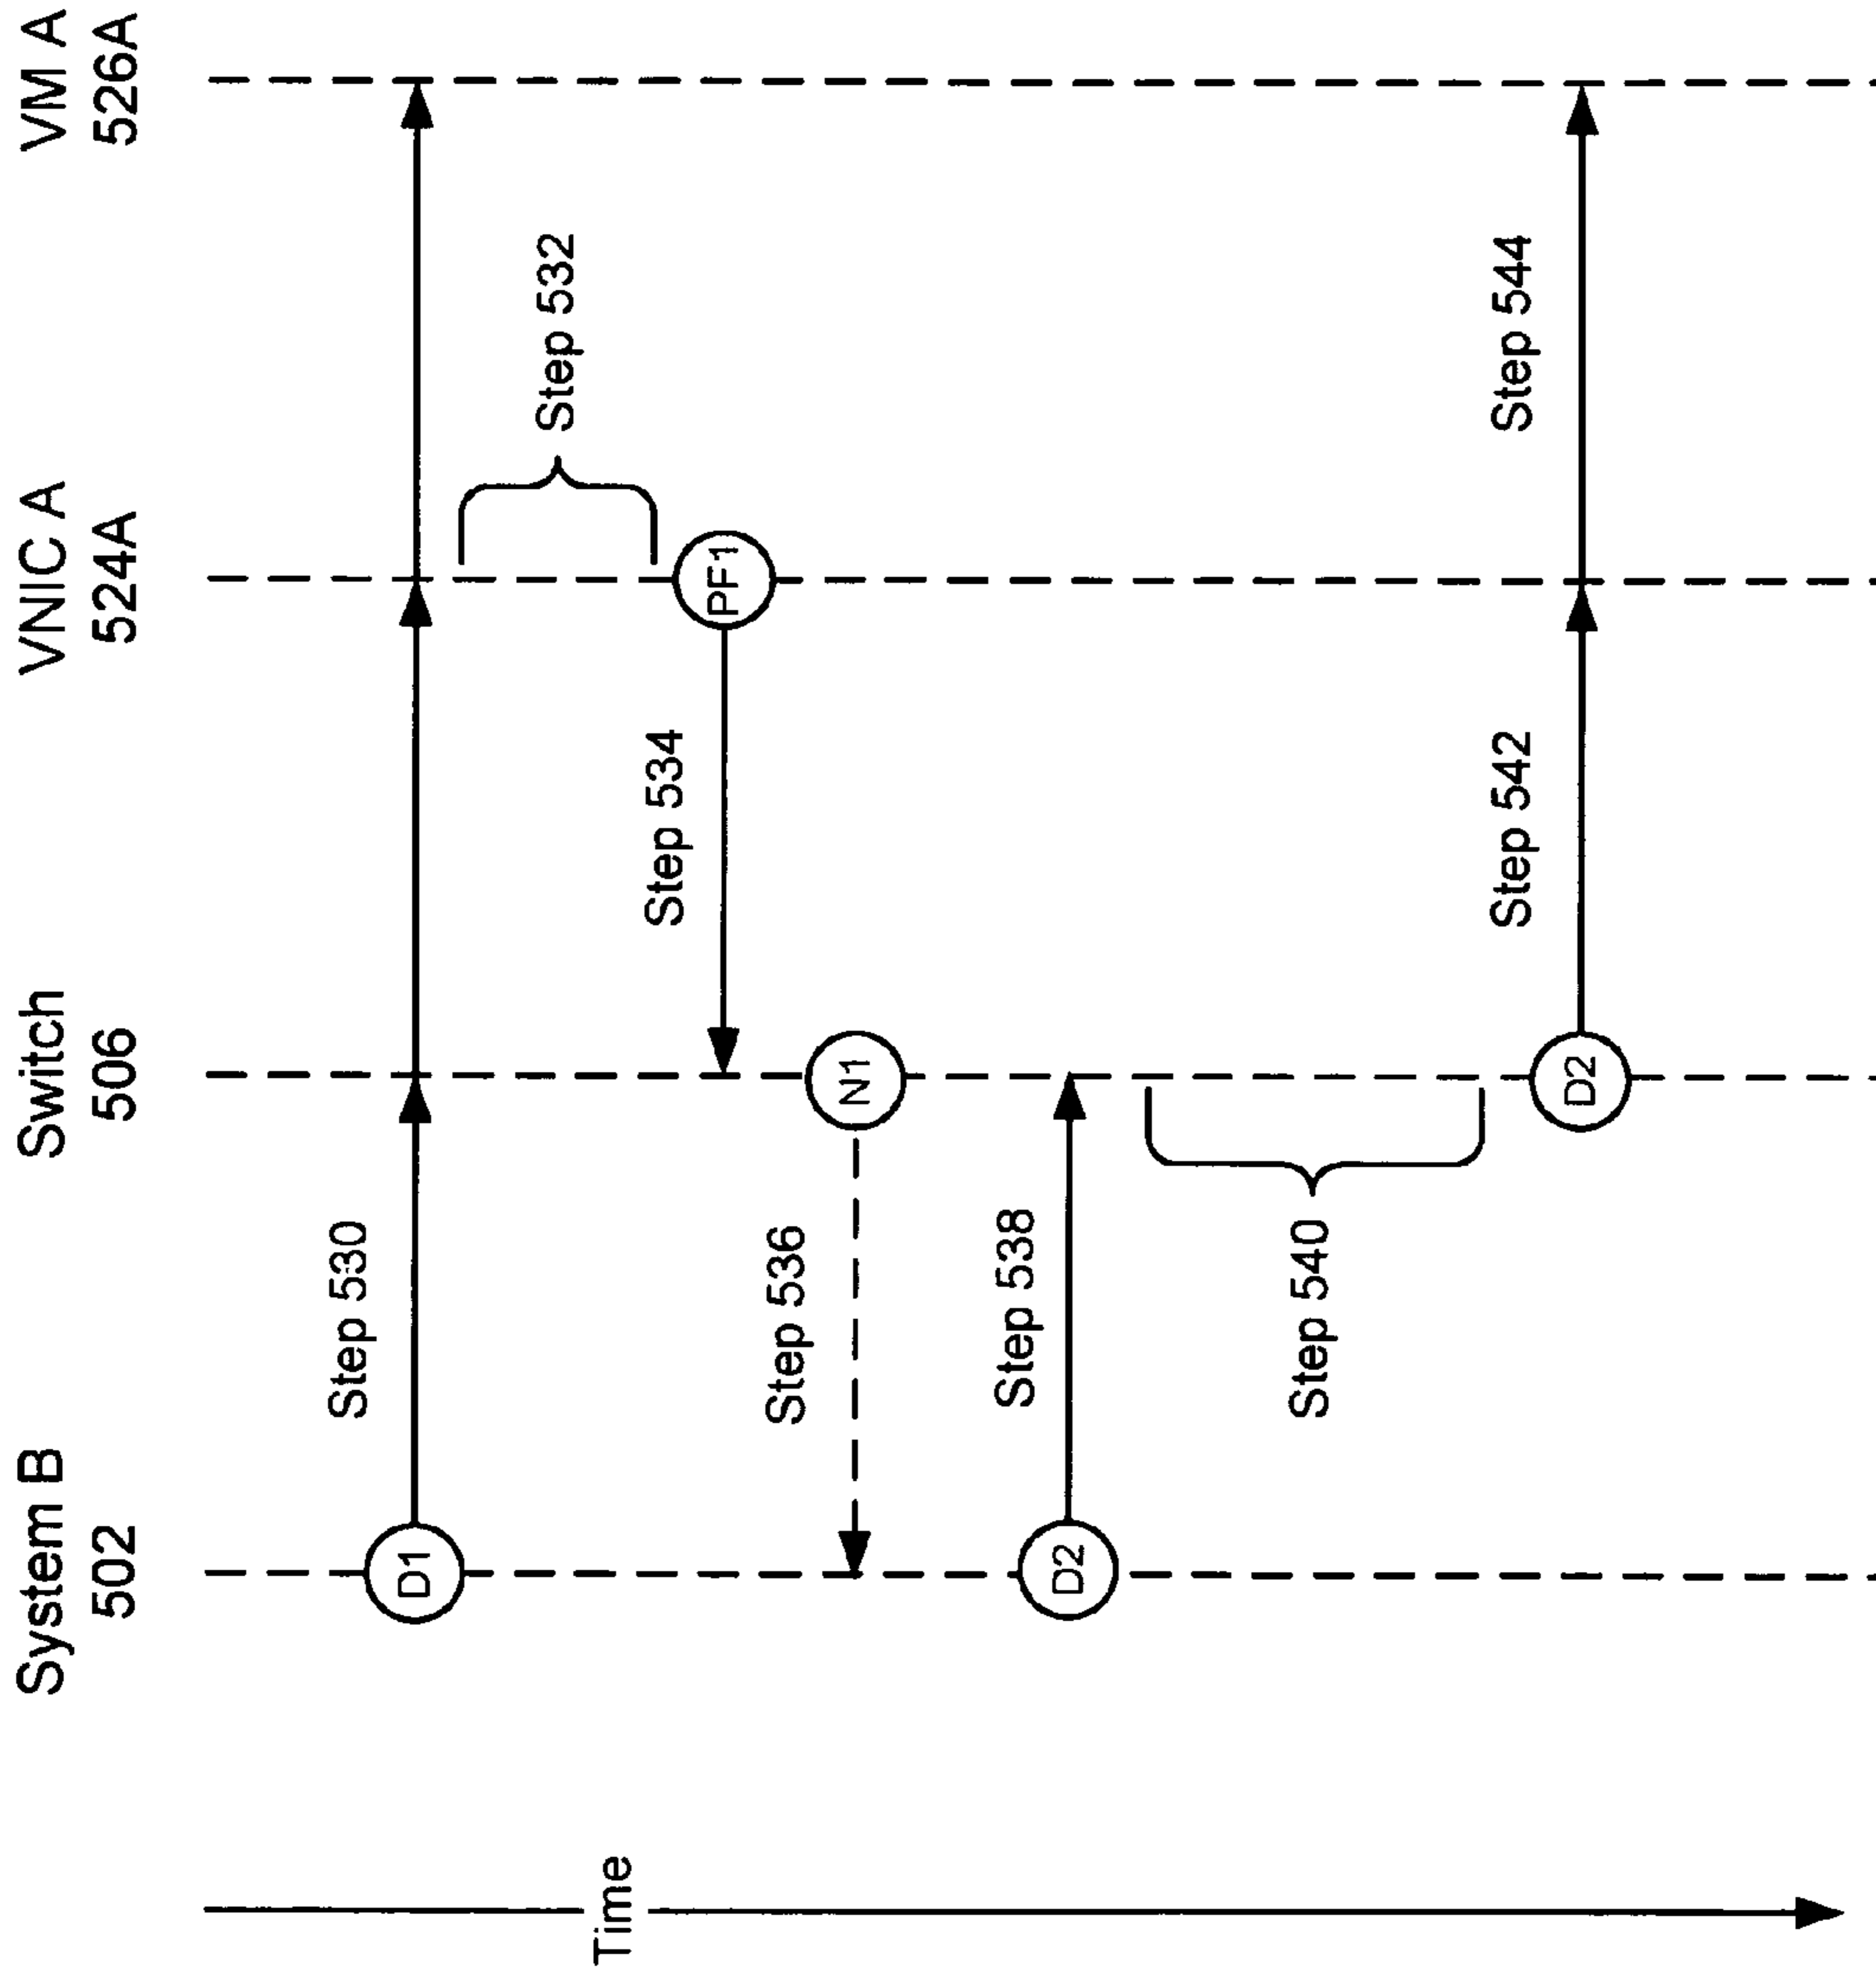 Time
System B
502
Switch
506
VNIC A
524A
VM A
526A
D1
Step 530
Step 532
PF1
Step 534
N1
Step 536
D2
Step 538
Step 540
D2
Step 542
Step 544